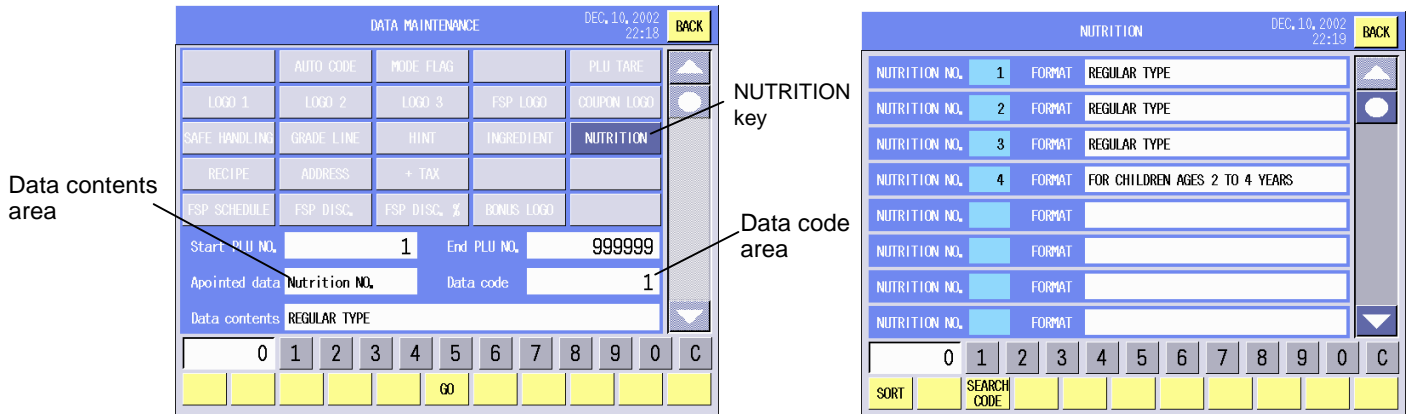 DATA MAINTENANCE
DEC,10,2002
22:18
BACK
AUTO CODE MODE FLAG PLU TARE
LOGO 1 LOGO 2 LOGO 3 FSP LOGO COUPON LOGO
SAFE HANDLING GRADE LINE HINT INGREDIENT NUTRITION
RECIPE ADDRESS + TAX
FSP SCHEDULE FSP DISC. FSP DISC. % BONUS LOGO
Start PLU NO. 1 End PLU NO. 999999
Apointed data Nutrition NO. Data code 1
Data contents REGULAR TYPE
0 1 2 3 4 5 6 7 8 9 0 C
GO
Data contents
area
NUTRITION
key
Data code
area
NUTRITION
DEC,10,2002
22:19
BACK
NUTRITION NO. 1 FORMAT REGULAR TYPE
NUTRITION NO. 2 FORMAT REGULAR TYPE
NUTRITION NO. 3 FORMAT REGULAR TYPE
NUTRITION NO. 4 FORMAT FOR CHILDREN AGES 2 TO 4 YEARS
NUTRITION NO. FORMAT
NUTRITION NO. FORMAT
NUTRITION NO. FORMAT
NUTRITION NO. FORMAT
0 1 2 3 4 5 6 7 8 9 0 C
SORT SEARCH
CODE